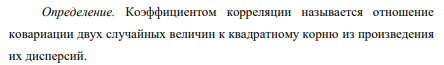 Определение. Коэффициентом корреляции называется отношение
ковариации двух случайных величин к квадратному корню из произведения
их дисперсий.